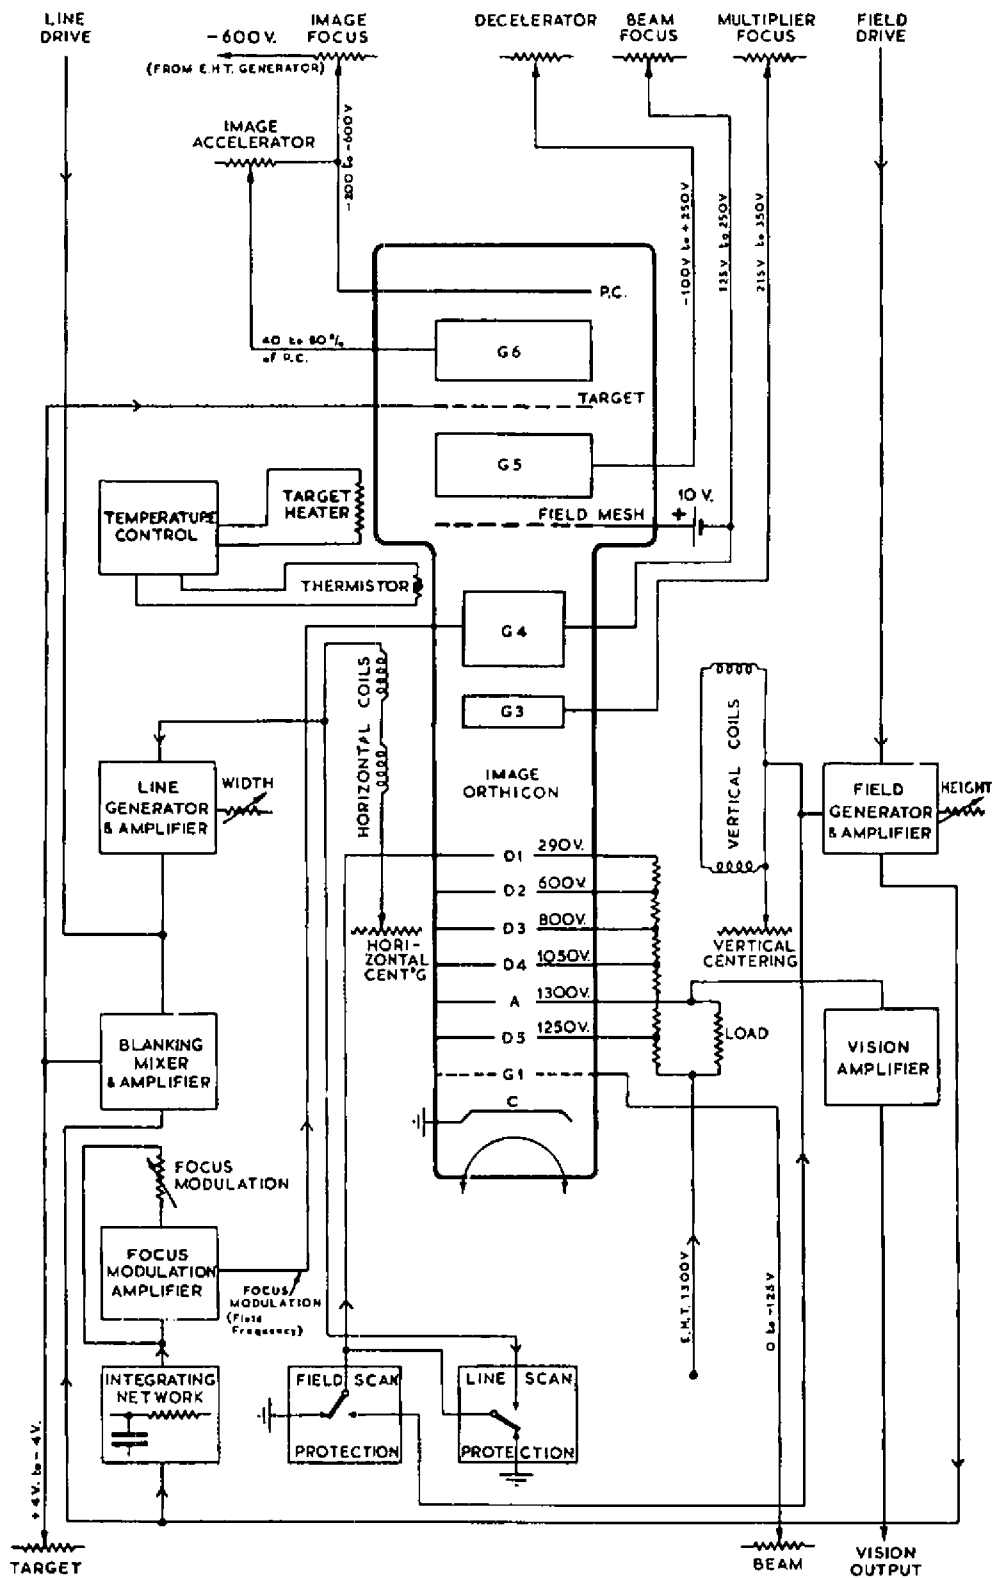 LINE
DRIVE
IMAGE
FOCUS
DECELERATOR
BEAM
FOCUS
MULTIPLIER
FOCUS
FIELD
DRIVE
-600V.
(FROM E.H.T. GENERATOR)
IMAGE
ACCELERATOR
-200 to -600V
-100V to +250V
125V to 250V
215V to 350V
P.C.
40 to 80%
of P.C.
G6
TARGET
G5
10 V.
FIELD MESH
+
TEMPERATURE
CONTROL
TARGET
HEATER
THERMISTOR
G4
G3
HORIZONTAL COILS
VERTICAL COILS
IMAGE
ORTHICON
LINE
GENERATOR
& AMPLIFIER
WIDTH
FIELD
GENERATOR
& AMPLIFIER
HEIGHT
D1 290V.
D2 600V.
D3 800V.
D4 1050V.
A 1300V.
D5 1250V.
G1
C
HORI-
ZONTAL
CENTG
VERTICAL
CENTERING
LOAD
BLANKING
MIXER
& AMPLIFIER
VISION
AMPLIFIER
FOCUS
MODULATION
FOCUS
MODULATION
AMPLIFIER
FOCUS
MODULATION
(Field
Frequency)
E.H.T. 1300V
0 to -125V
INTEGRATING
NETWORK
FIELD SCAN
PROTECTION
LINE SCAN
PROTECTION
+4V. to -4V.
TARGET
BEAM
VISION
OUTPUT